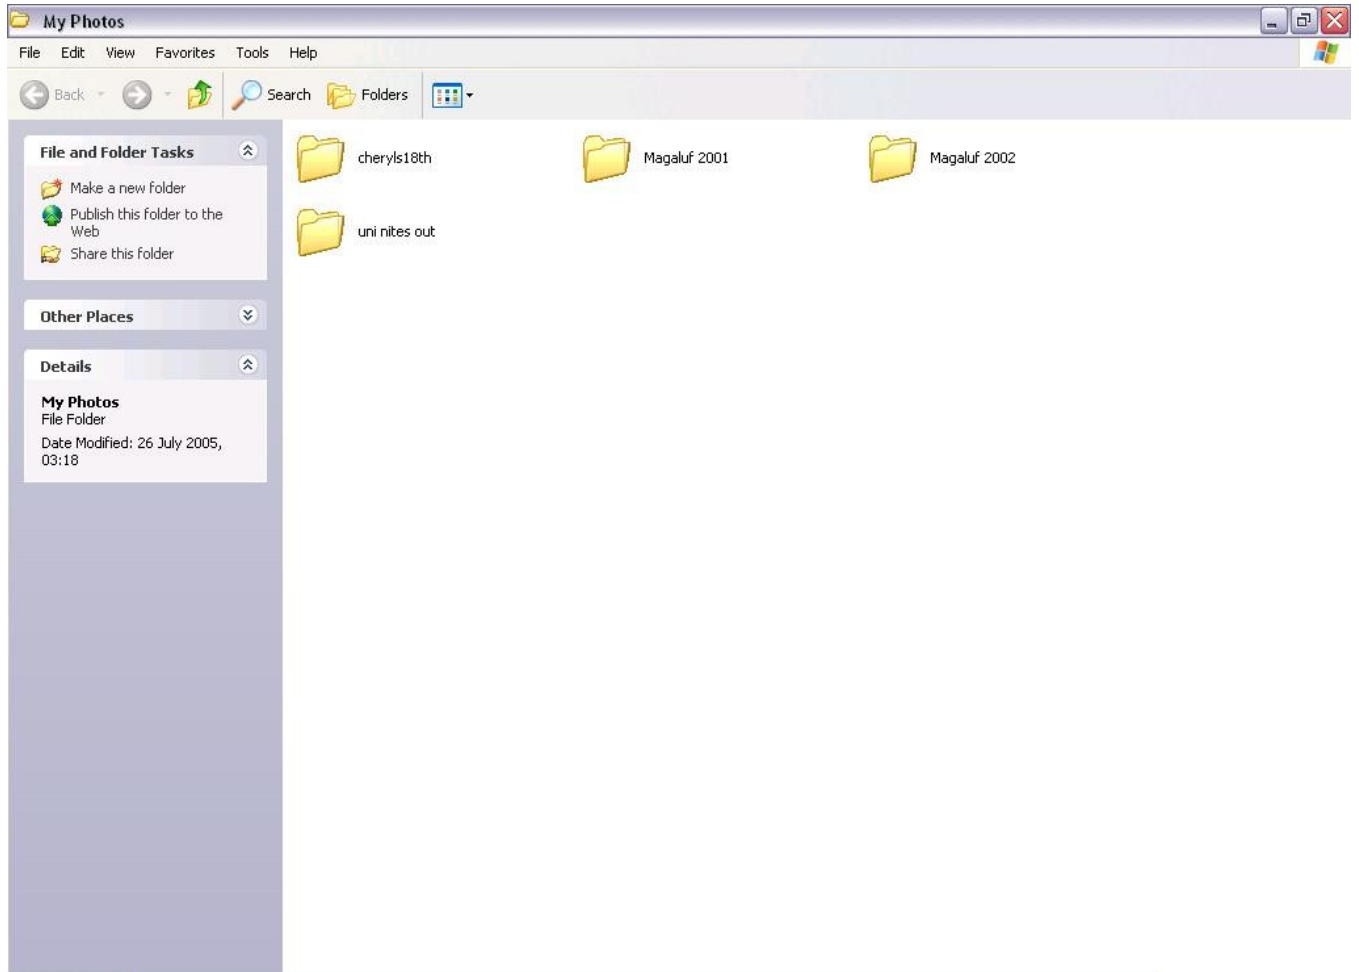 My Photos
File Edit View Favorites Tools Help
Back Search Folders
File and Folder Tasks
Make a new folder
Publish this folder to the
Web
Share this folder
Other Places
Details
My Photos
File Folder
Date Modified: 26 July 2005,
03:18
cheryls18th Magaluf 2001 Magaluf 2002
uni nites out